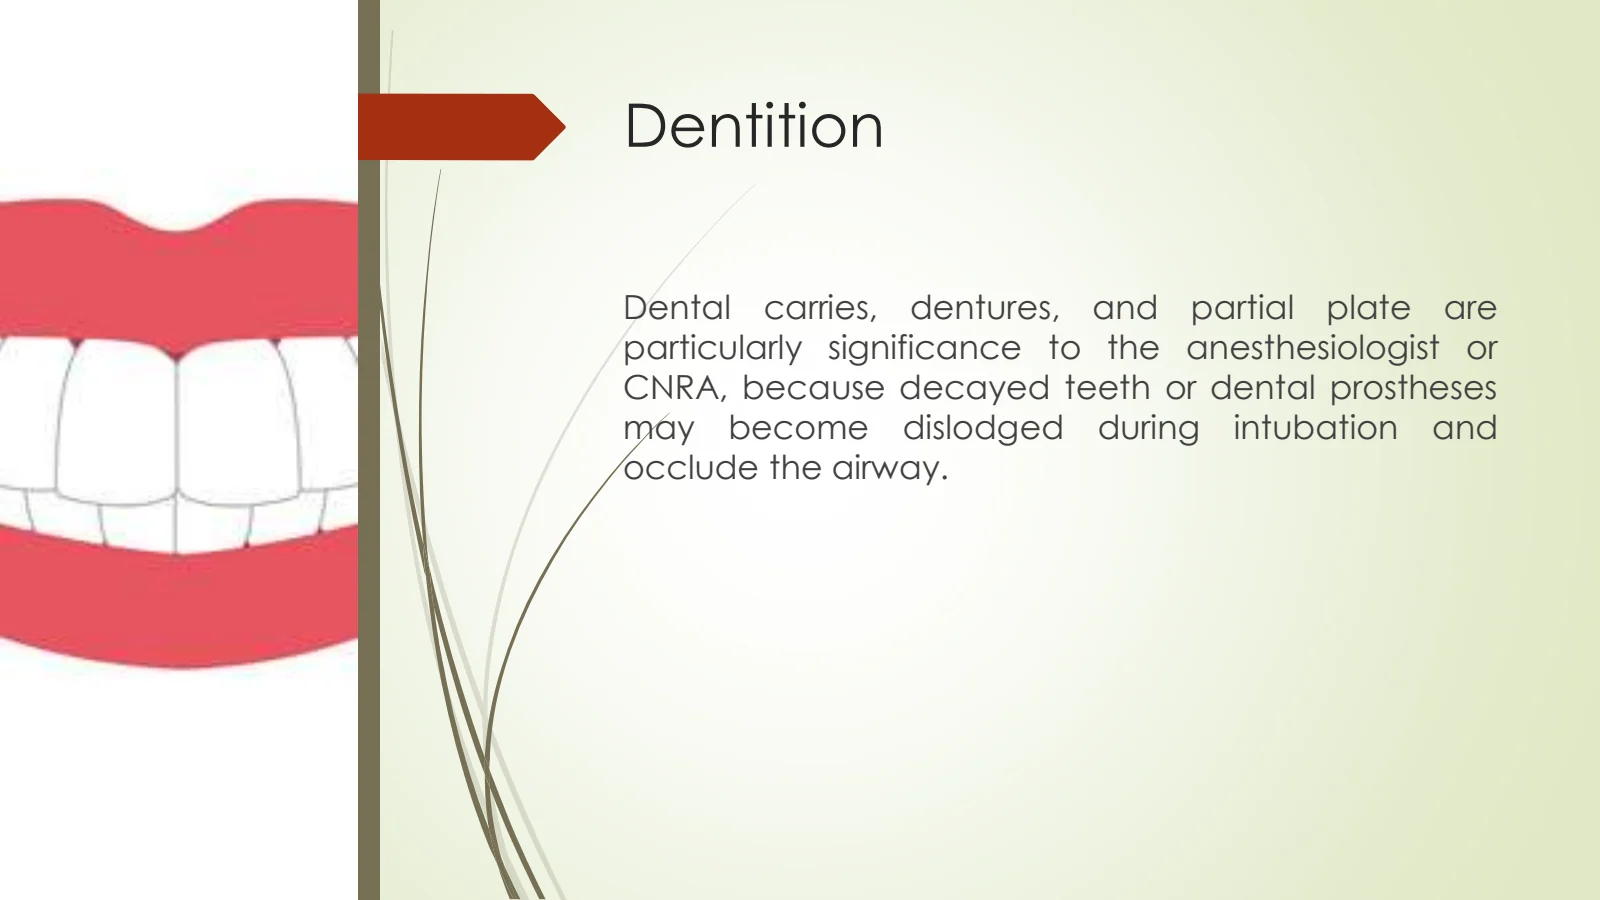 Dentition
Dental carries, dentures, and partial plate are
particularly significance to the anesthesiologist or
CNRA, because decayed teeth or dental prostheses
may become dislodged during intubation and
occlude the airway.